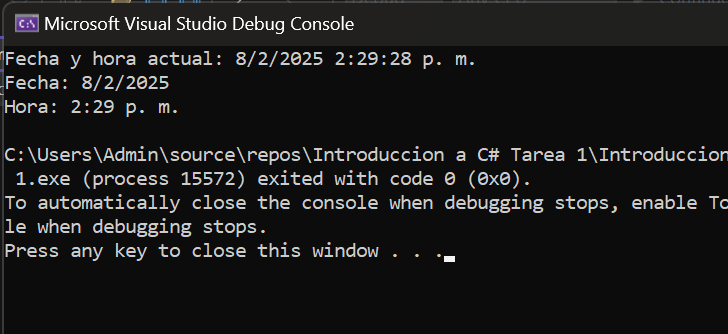 Microsoft Visual Studio Debug Console
Fecha y hora actual: 8/2/2025 2:29:28 p. m.
Fecha: 8/2/2025
Hora: 2:29 p. m.
C:\Users\Admin\source\repos\Introduccion a C# Tarea 1\Introduccion
1.exe (process 15572) exited with code 0 (0x0).
To automatically close the console when debugging stops, enable To
le when debugging stops.
Press any key to close this window . . .